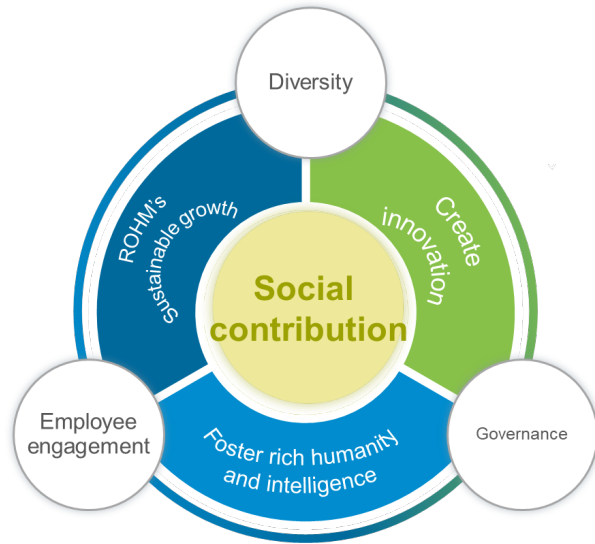 Diversity
ROHM's
Sustainable growth
Create
innovation
Social
contribution
Employee
engagement
Foster rich humanity
and intelligence
Governance